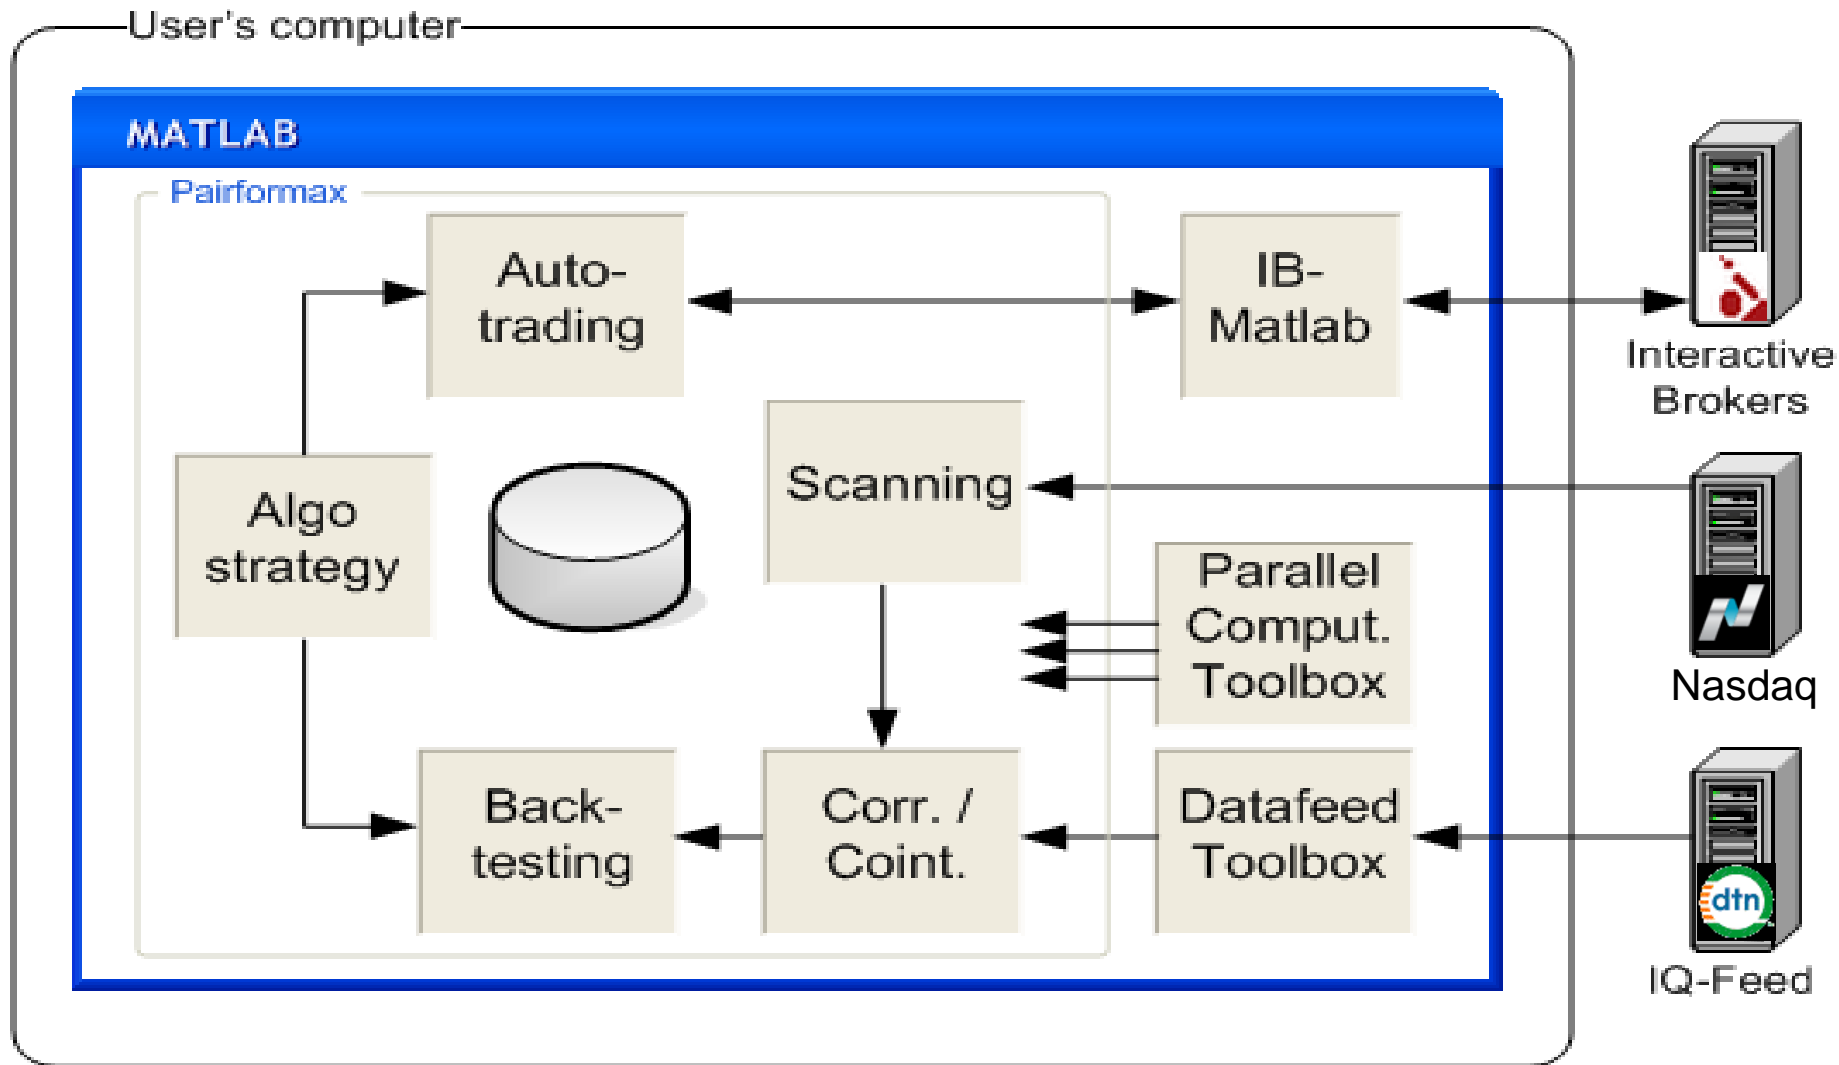 User's computer
MATLAB
Pairformax
Auto-
trading
IB-
Matlab
Interactive
Brokers
Scanning
Algo
strategy
Parallel
Comput.
Toolbox
Nasdaq
Back-
testing
Corr. /
Coint.
Datafeed
Toolbox
dtn
IQ-Feed